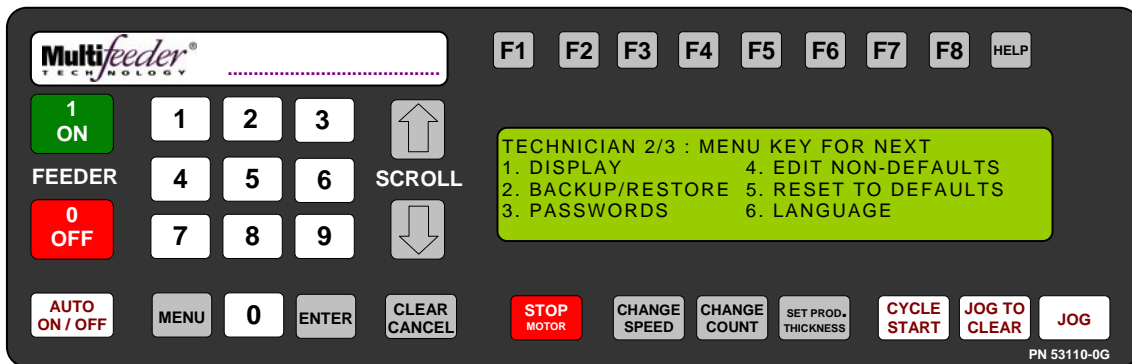 Multifeeder®
TECHNOLOGY
F1 F2 F3 F4 F5 F6 F7 F8 HELP
1
ON
1 2 3
FEEDER
4 5 6
SCROLL
0
OFF
7 8 9
TECHNICIAN 2/3 : MENU KEY FOR NEXT
1. DISPLAY 4. EDIT NON-DEFAULTS
2. BACKUP/RESTORE 5. RESET TO DEFAULTS
3. PASSWORDS 6. LANGUAGE
AUTO
ON / OFF
MENU
0
ENTER
CLEAR
CANCEL
STOP
MOTOR
CHANGE
SPEED
CHANGE
COUNT
SET PROD.
THICKNESS
CYCLE
START
JOG TO
CLEAR
JOG
PN 53110-0G